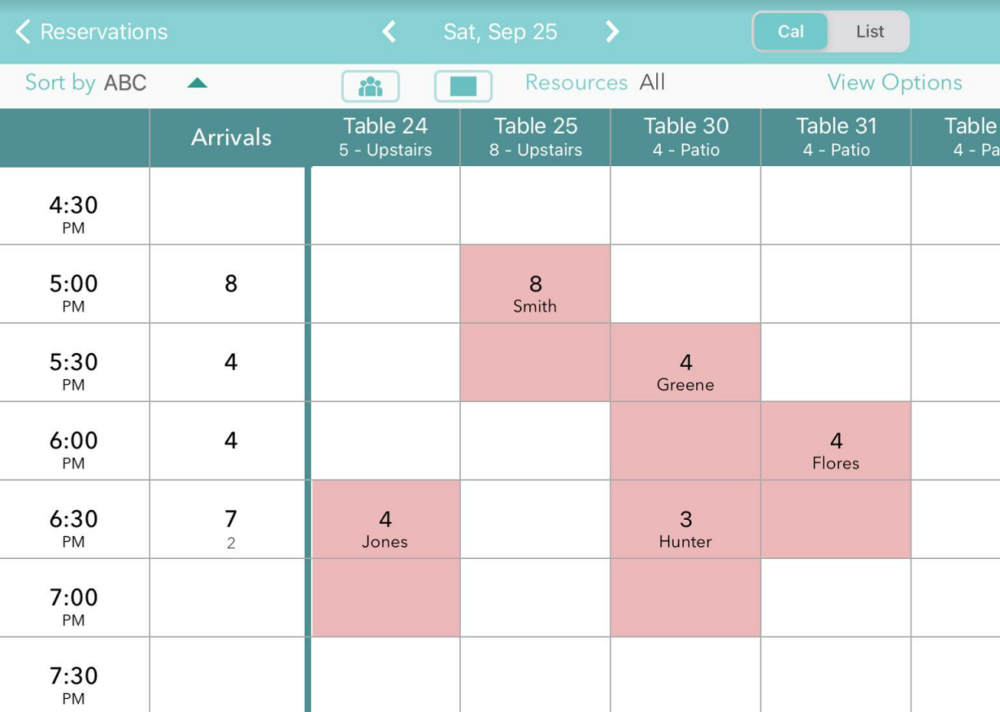 Reservations
Sat, Sep 25
Cal
List
Sort by ABC
Resources All
View Options
Arrivals
Table 24
5 - Upstairs
Table 25
8 - Upstairs
Table 30
4 - Patio
Table 31
4 - Patio
Table
4 - Pa
4:30
PM
5:00
PM
8
8
Smith
5:30
PM
4
4
Greene
6:00
PM
4
4
Flores
6:30
PM
7
2
4
Jones
3
Hunter
7:00
PM
7:30
PM